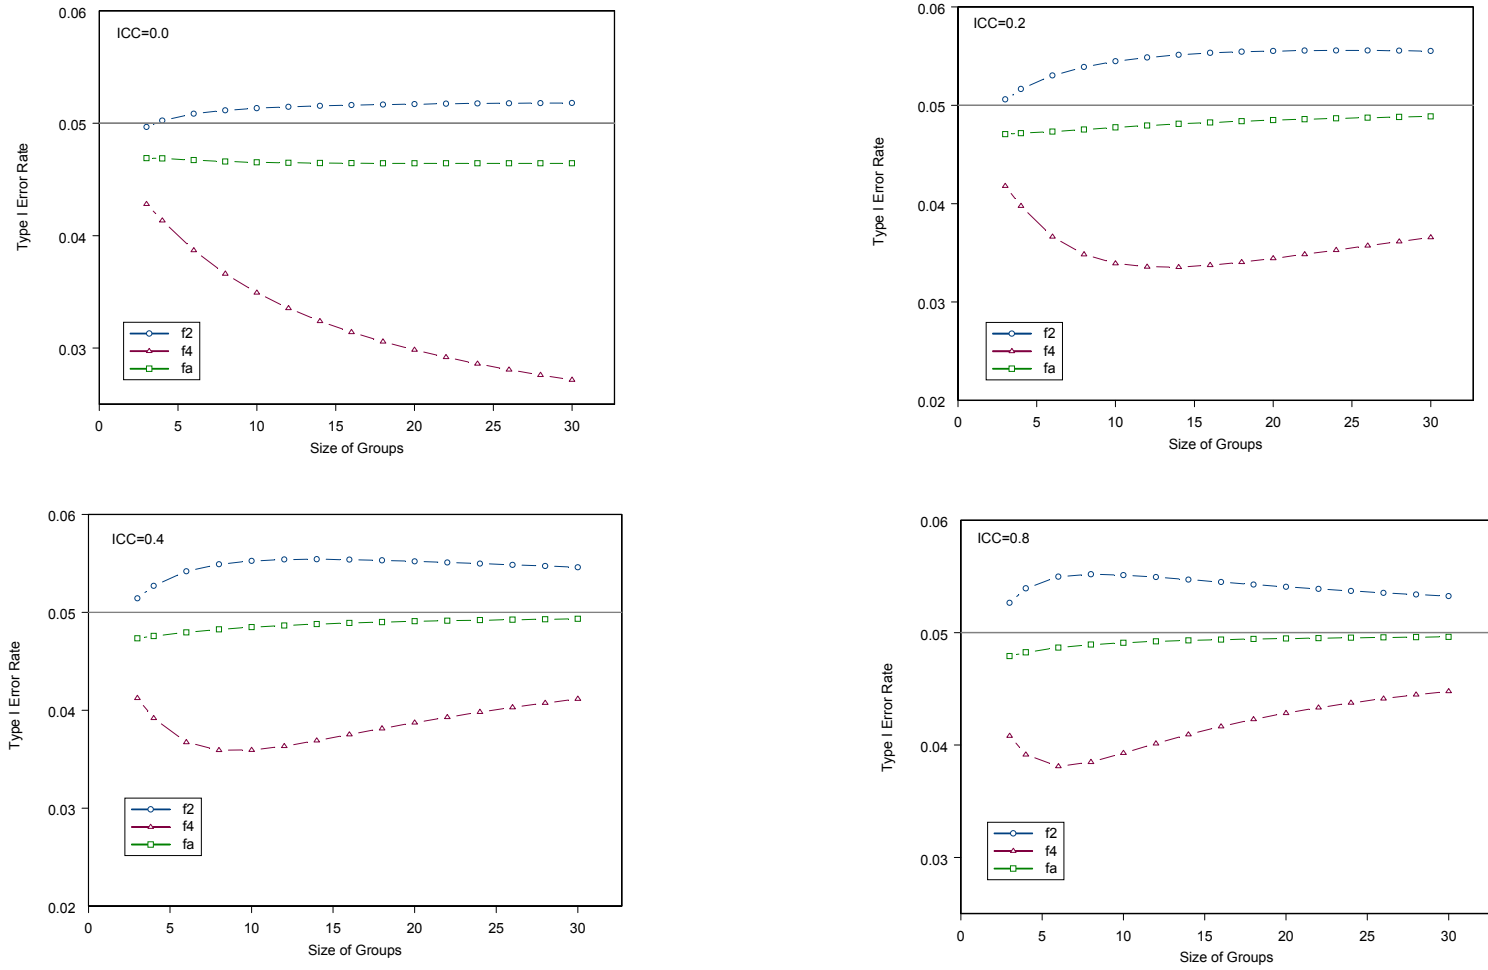 ICC=0.0
0.06
0.05
0.04
0.03
Type I Error Rate
f2
f4
fa
0 5 10 15 20 25 30
Size of Groups
ICC=0.2
0.06
0.05
0.04
0.03
0.02
Type I Error Rate
f2
f4
fa
0 5 10 15 20 25 30
Size of Groups
ICC=0.4
0.06
0.05
0.04
0.03
0.02
Type I Error Rate
f2
f4
fa
0 5 10 15 20 25 30
Size of Groups
ICC=0.8
0.06
0.05
0.04
0.03
Type I Error Rate
f2
f4
fa
0 5 10 15 20 25 30
Size of Groups